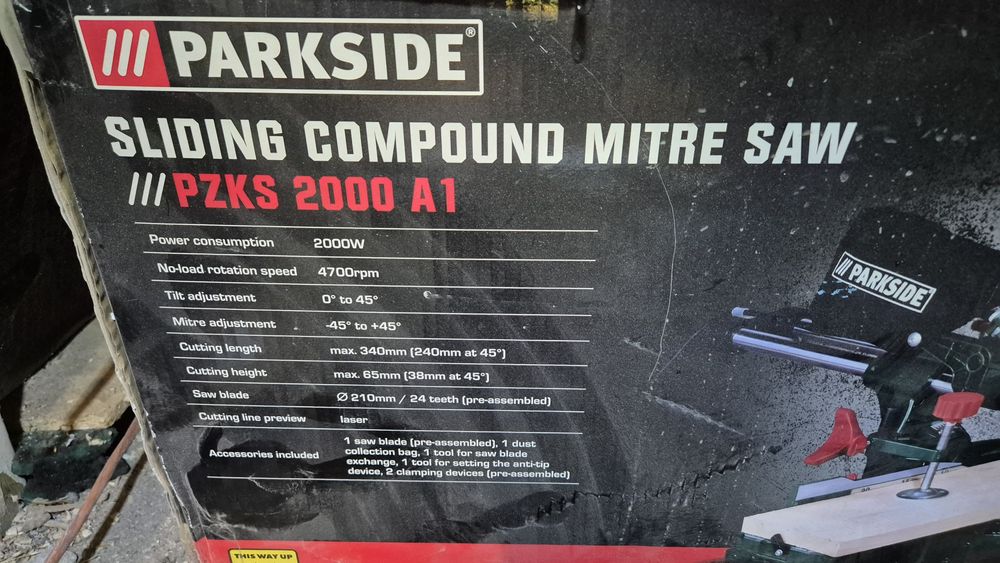 PARKSIDE®
SLIDING COMPOUND MITRE SAW
/// PZKS 2000 A1
Power consumption 2000W
No-load rotation speed 4700rpm
Tilt adjustment 0° to 45°
Mitre adjustment -45° to +45°
Cutting length max. 340mm (240mm at 45°)
Cutting height max. 65mm (38mm at 45°)
Saw blade Ø 210mm / 24 teeth (pre-assembled)
Cutting line preview laser
Accessories included 1 saw blade (pre-assembled), 1 dust
collection bag, 1 tool for saw blade
exchange, 1 tool for setting the anti-tip
device, 2 clamping devices (pre-assembled)
PARKSIDE
THIS WAY UP